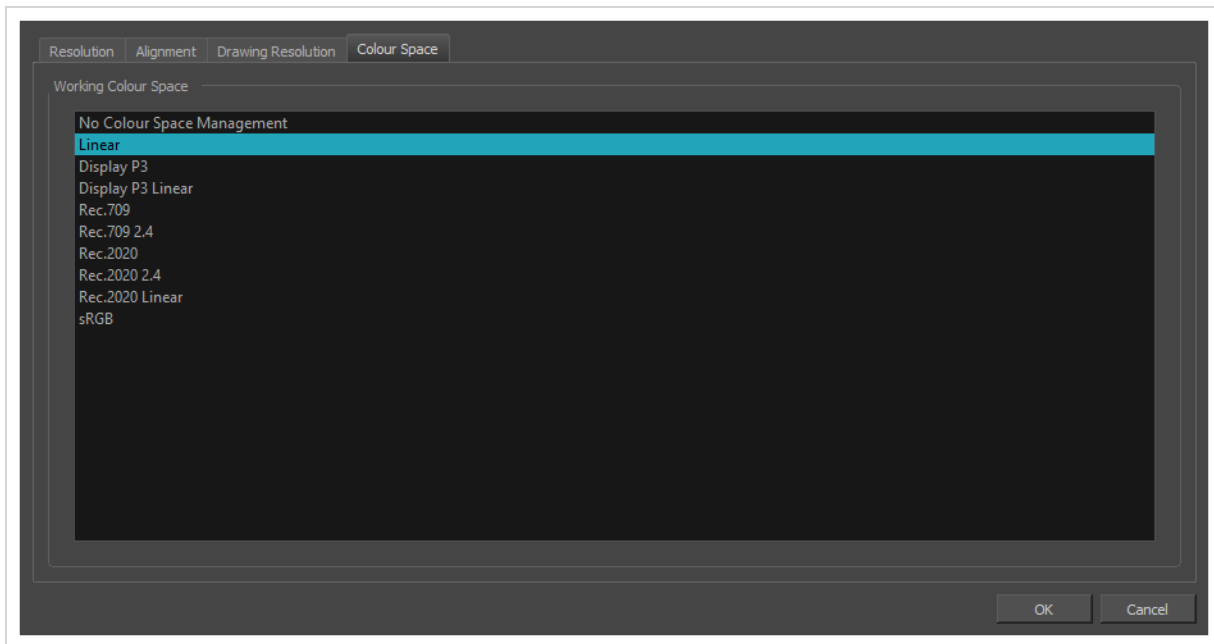 Resolution Alignment Drawing Resolution Colour Space
Working Colour Space
No Colour Space Management
Linear
Display P3
Display P3 Linear
Rec.709
Rec.709 2.4
Rec.2020
Rec.2020 2.4
Rec.2020 Linear
sRGB
OK Cancel